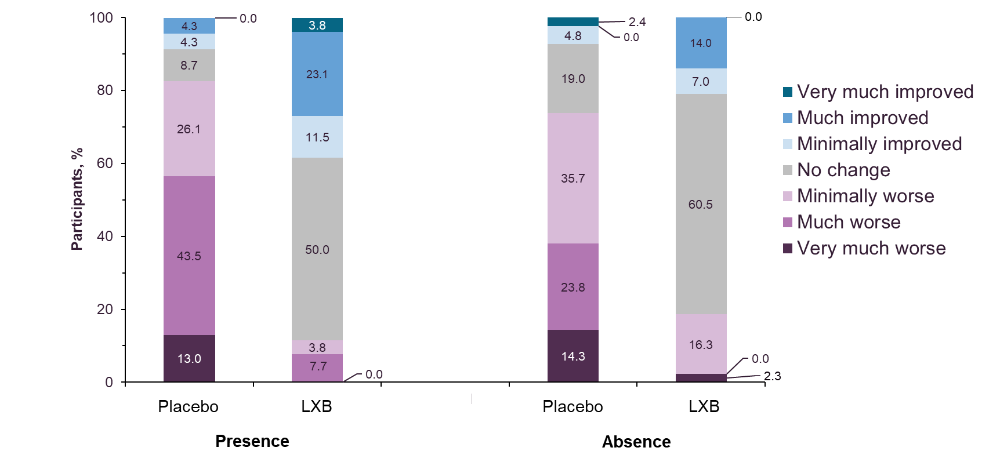 100
80
60
40
20
0
Participants, %
0.0
4.3
4.3
8.7
26.1
43.5
13.0
3.8
23.1
11.5
50.0
3.8
7.7
0.0
2.4
0.0
4.8
19.0
35.7
23.8
14.3
0.0
14.0
7.0
60.5
16.3
0.0
2.3
Placebo
LXB
Placebo
LXB
Presence
Absence
Very much improved
Much improved
Minimally improved
No change
Minimally worse
Much worse
Very much worse